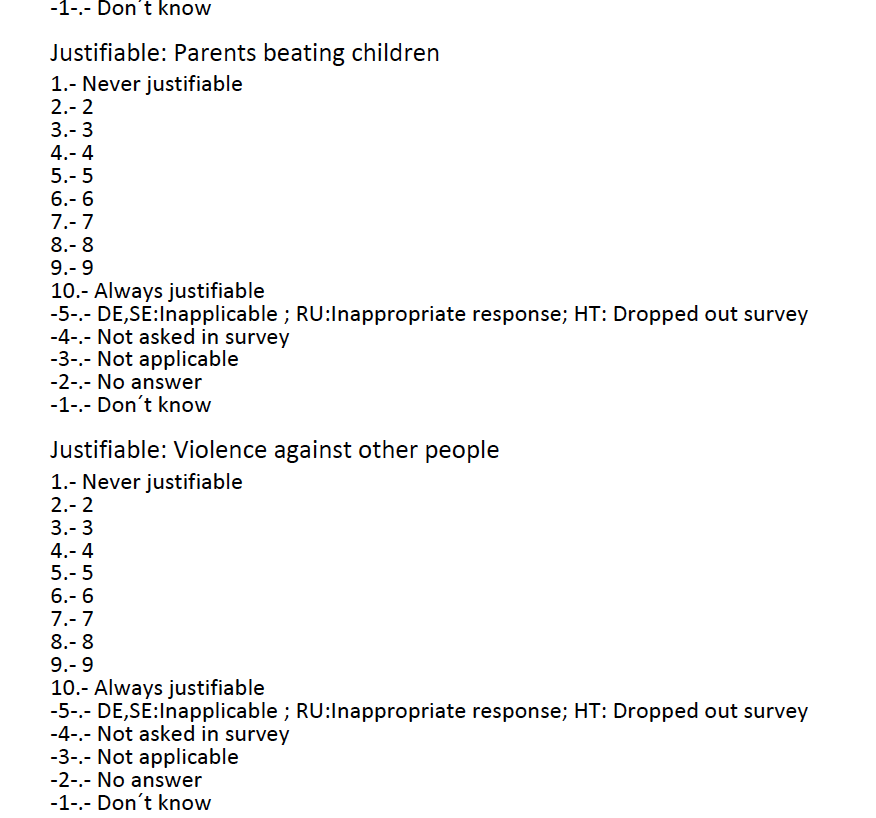 -1-.- Don´t know
Justifiable: Parents beating children
1.- Never justifiable
2.- 2
3.- 3
4.- 4
5.- 5
6.- 6
7.- 7
8.- 8
9.- 9
10.- Always justifiable
-5-.- DE,SE:Inapplicable ; RU:Inappropriate response; HT: Dropped out survey
-4-.- Not asked in survey
-3-.- Not applicable
-2-.- No answer
-1-.- Don´t know
Justifiable: Violence against other people
1.- Never justifiable
2.- 2
3.- 3
4.- 4
5.- 5
6.- 6
7.- 7
8.- 8
9.- 9
10.- Always justifiable
-5-.- DE,SE:Inapplicable ; RU:Inappropriate response; HT: Dropped out survey
-4-.- Not asked in survey
-3-.- Not applicable
-2-.- No answer
-1-.- Don´t know